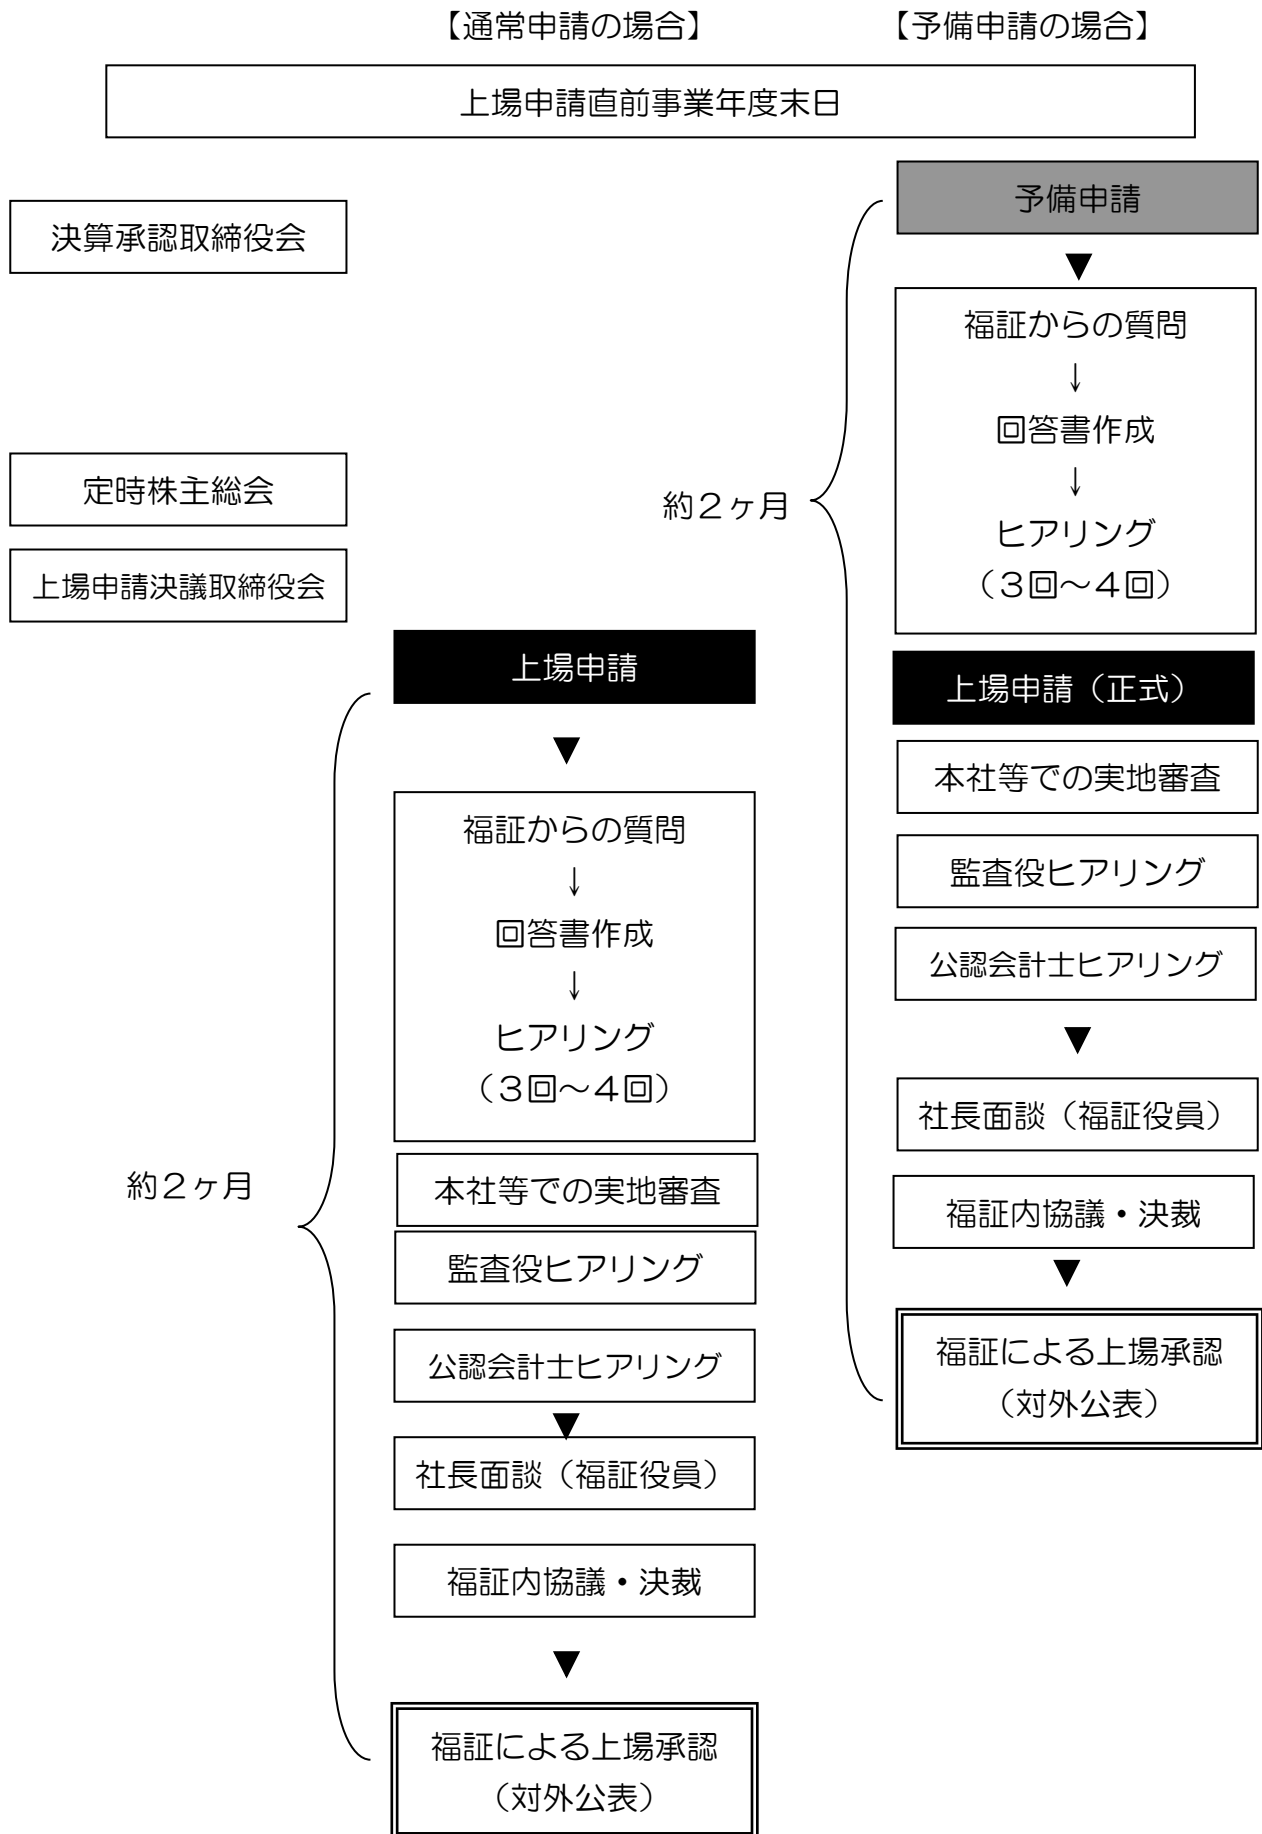 【通常申請の場合】
【予備申請の場合】
上場申請直前事業年度末日
決算承認取締役会
定時株主総会
上場申請決議取締役会
約２ヶ月
上場申請
▼
福証からの質問
↓
回答書作成
↓
ヒアリング
（３回～４回）
本社等での実地審査
監査役ヒアリング
公認会計士ヒアリング
▼
社長面談（福証役員）
福証内協議・決裁
▼
福証による上場承認
（対外公表）
約２ヶ月
予備申請
▼
福証からの質問
↓
回答書作成
↓
ヒアリング
（３回～４回）
上場申請（正式）
本社等での実地審査
監査役ヒアリング
公認会計士ヒアリング
▼
社長面談（福証役員）
福証内協議・決裁
▼
福証による上場承認
（対外公表）